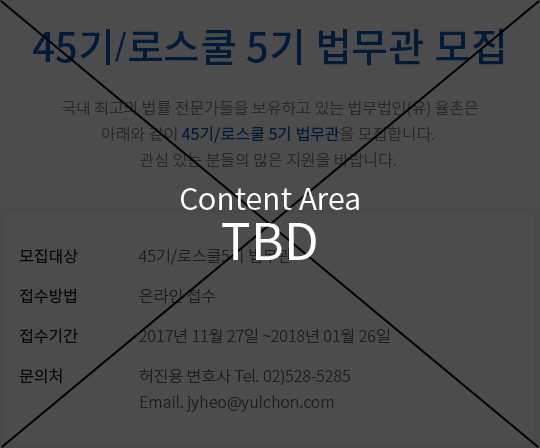 45기/로스쿨 5기 법무관 모집
국내 최고의 법률 전문가들을 보유하고 있는 법무법인(유) 율촌은
아래와 같이 45기/로스쿨 5기 법무관을 모집합니다.
관심 있는 분들의 많은 지원을 바랍니다.
Content Area
TBD
모집대상 45기/로스쿨5기 법무관
접수방법 온라인 접수
접수기간 2017년 11월 27일 ~2018년 01월 26일
문의처 허진용 변호사 Tel. 02)528-5285
Email. jyheo@yulchon.com